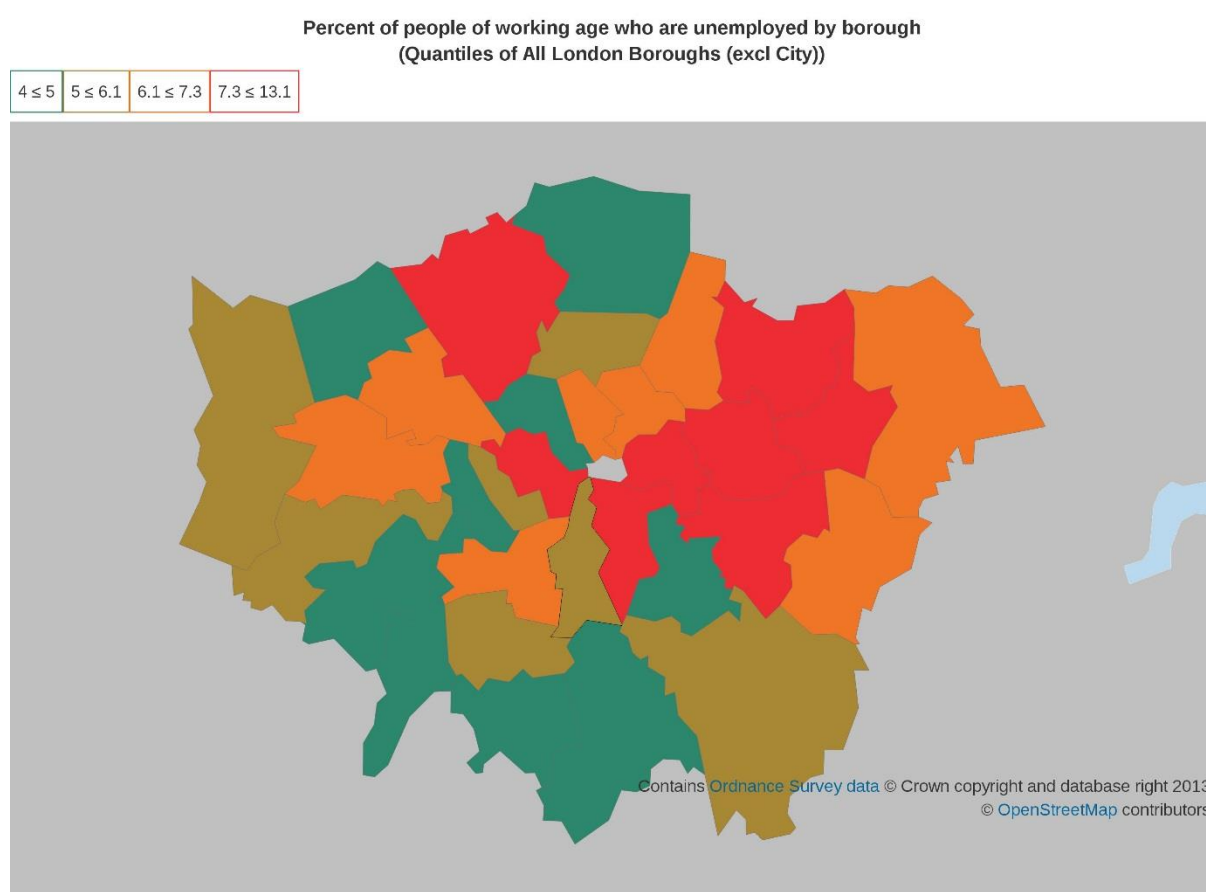 Percent of people of working age who are unemployed by borough
(Quantiles of All London Boroughs (excl City))
4 ≤ 5 5 ≤ 6.1 6.1 ≤ 7.3 7.3 ≤ 13.1
Contains Ordnance Survey data © Crown copyright and database right 2013
© OpenStreetMap contributors